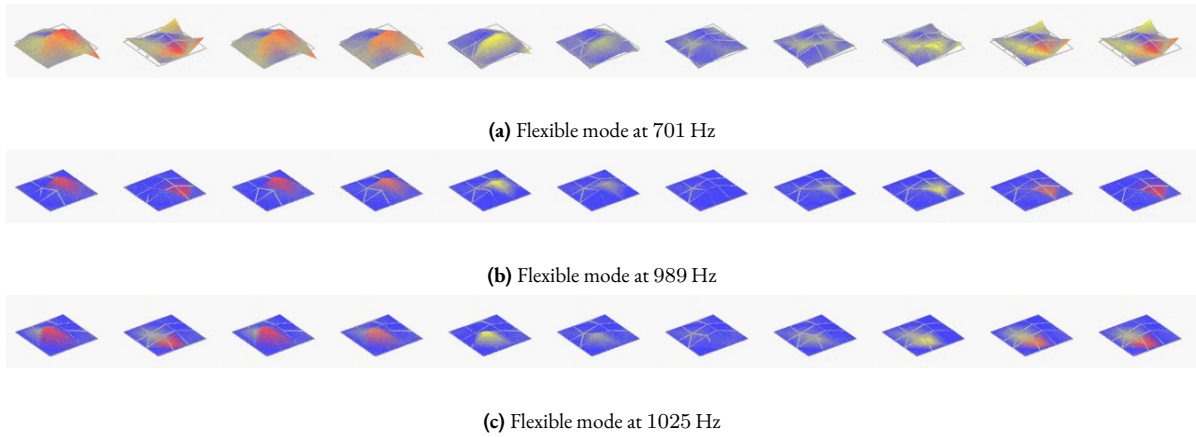 (a) Flexible mode at 701 Hz
(b) Flexible mode at 989 Hz
(c) Flexible mode at 1025 Hz